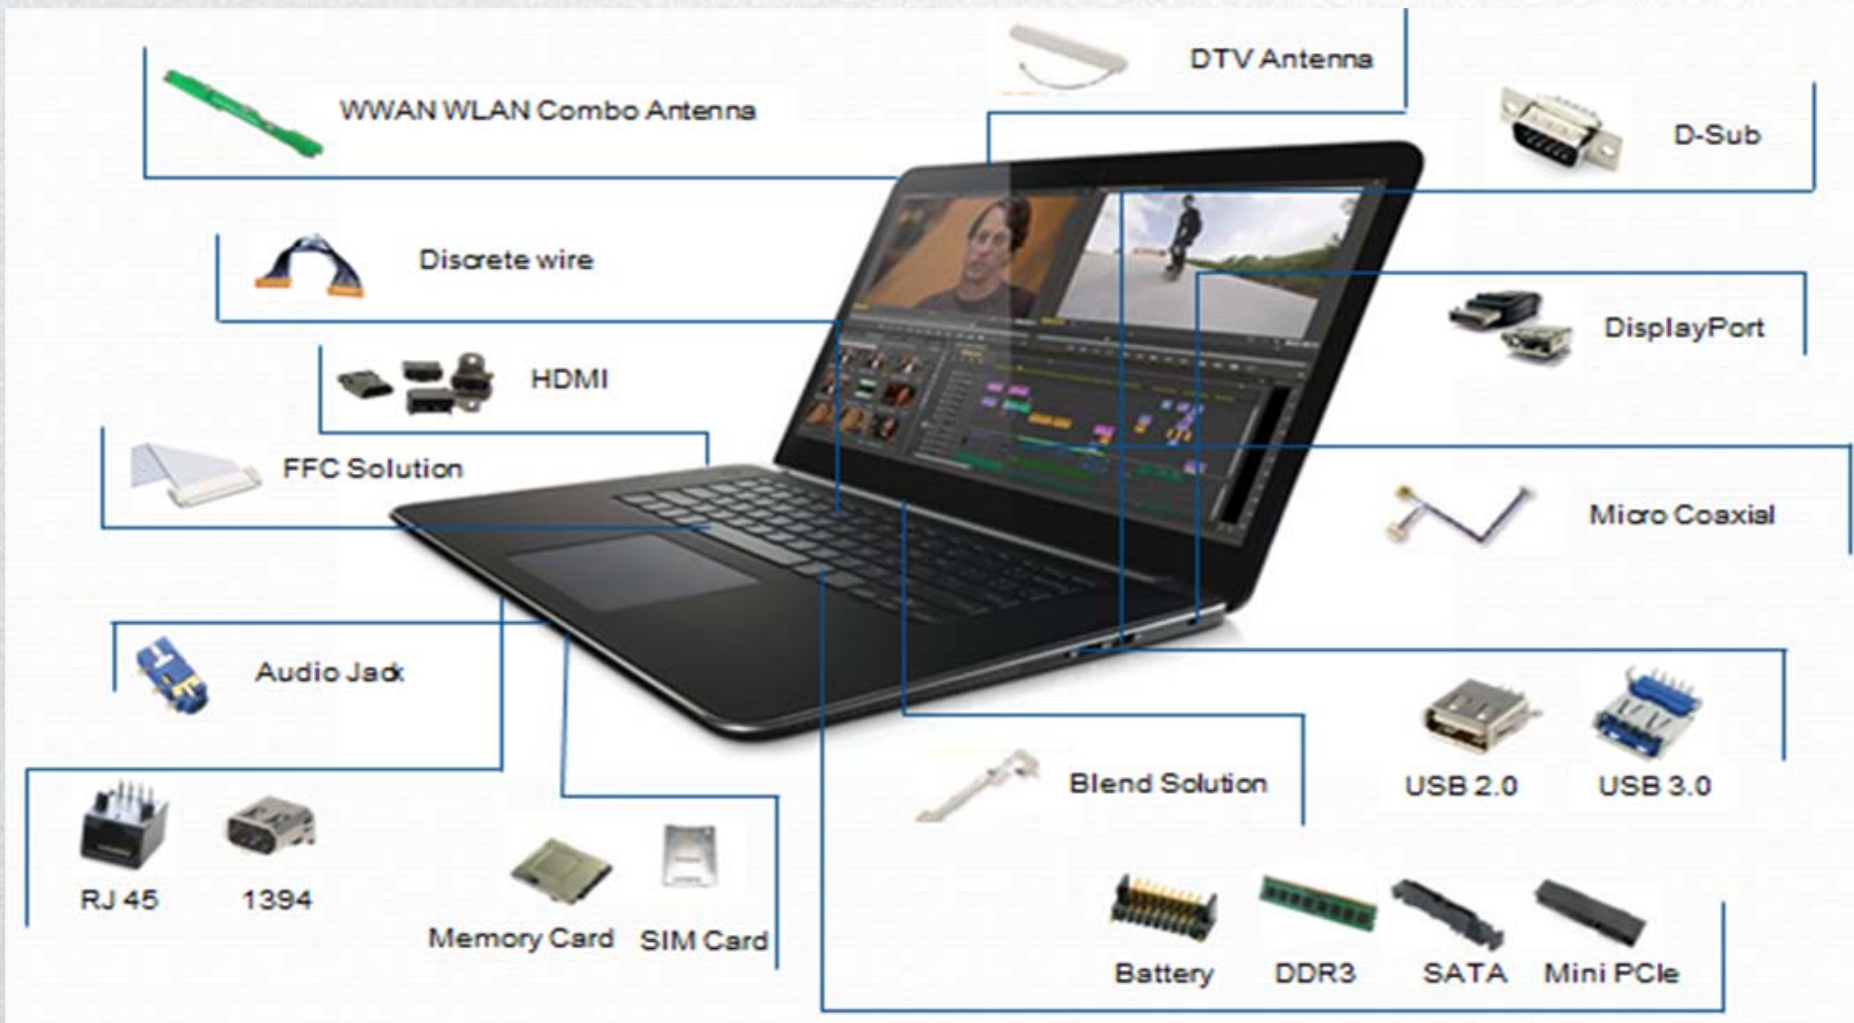 DTV Antenna
WWAN WLAN Combo Antenna
D-Sub
Discrete wire
DisplayPort
HDMI
FFC Solution
Micro Coaxial
Audio Jack
Blend Solution
USB 2.0
USB 3.0
RJ 45
1394
Memory Card
SIM Card
Battery
DDR3
SATA
Mini PCIe